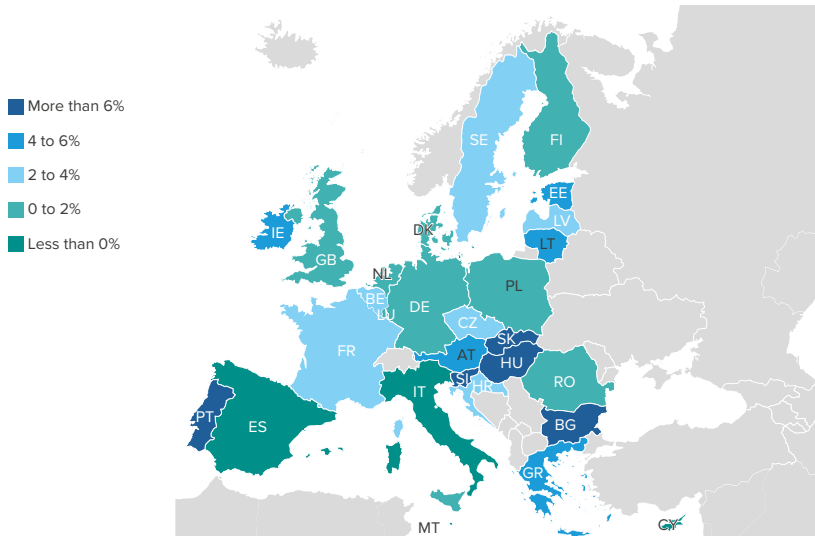 More than 6%
4 to 6%
2 to 4%
0 to 2%
Less than 0%
SE
FI
EE
LV
LT
DK
IE
GB
NL
BE
LU
DE
PL
CZ
SK
FR
AT
HU
SI
HR
RO
IT
PT
ES
BG
GR
MT
CY